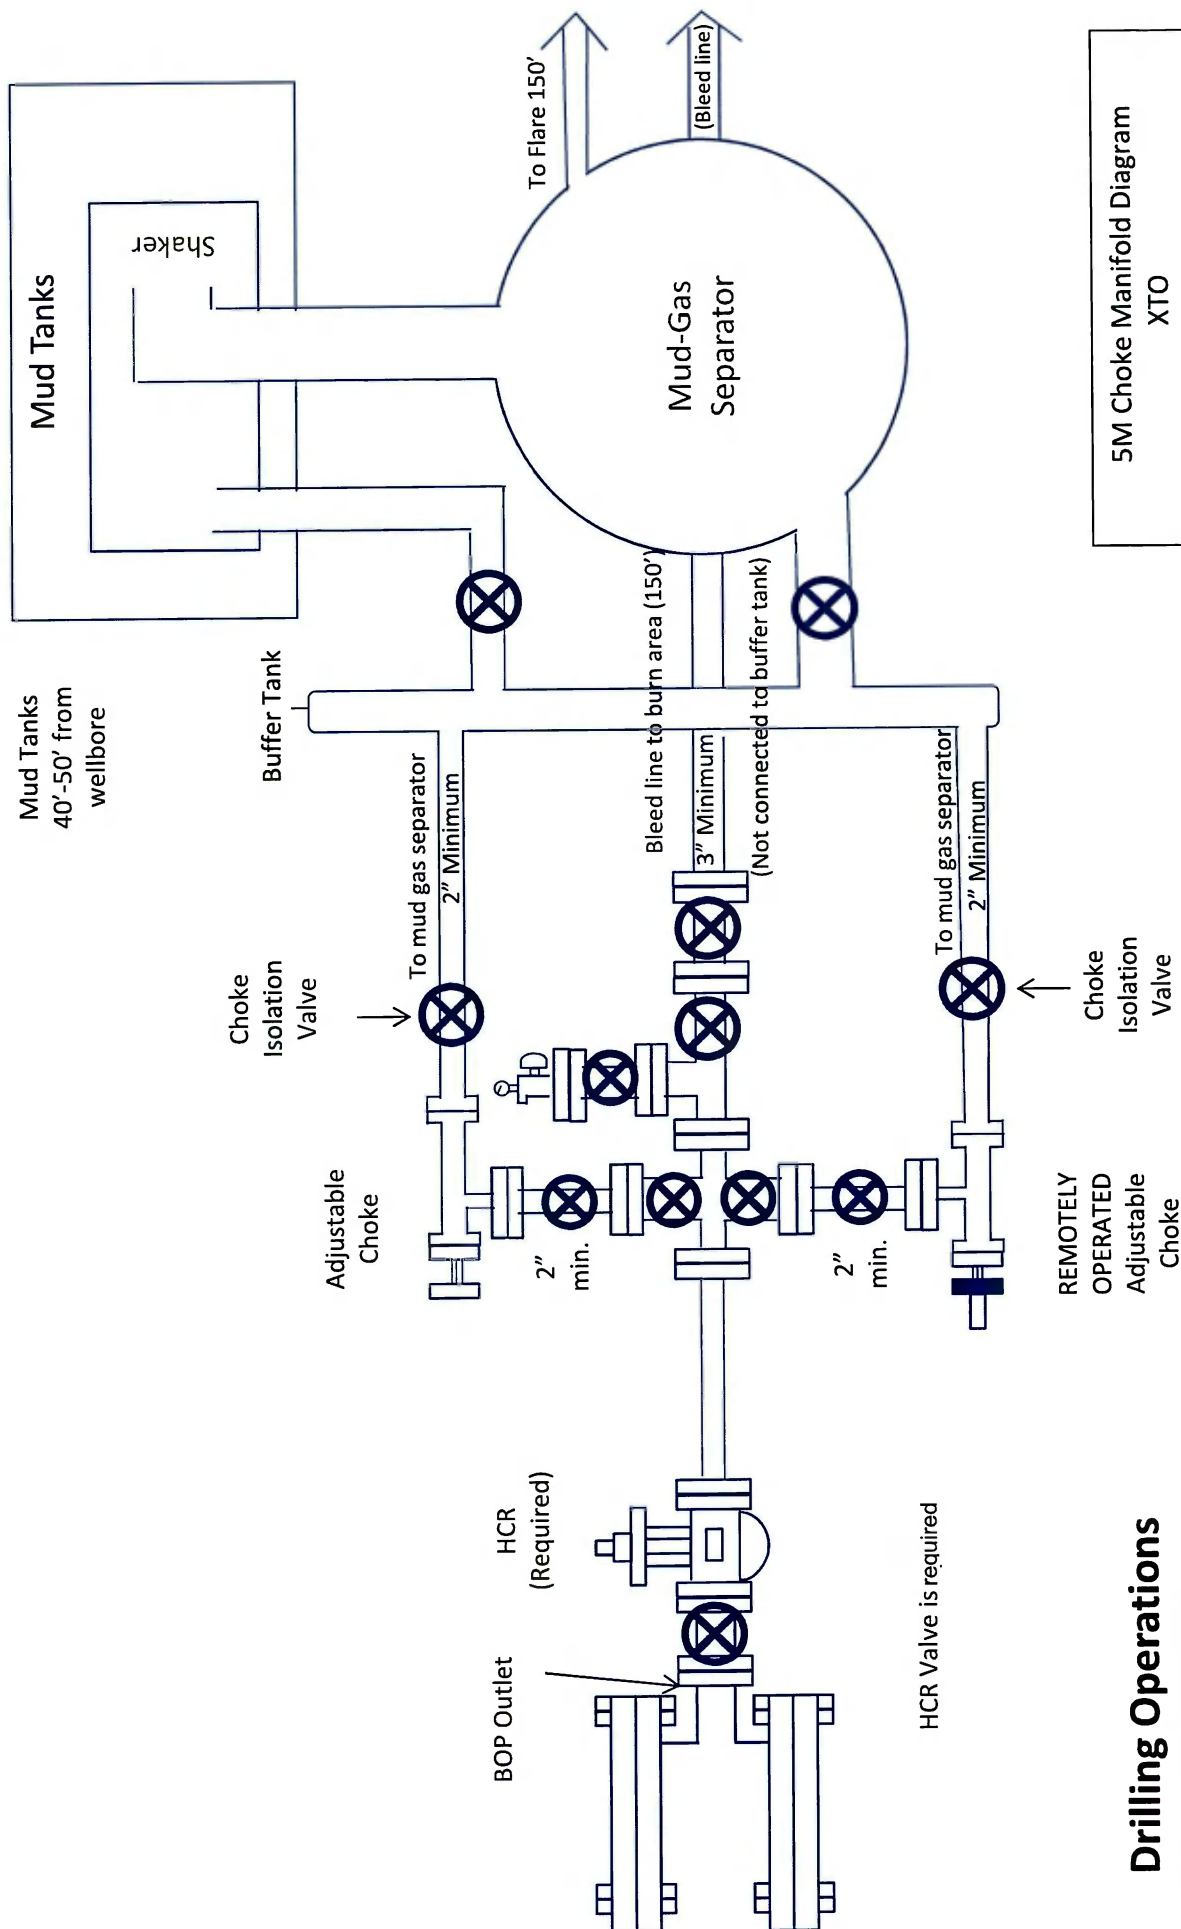 Mud Tanks
40'-50' from
wellbore
Mud Tanks
Shaker
Buffer Tank
Choke
Isolation
Valve
To mud gas separator
2” Minimum
To Flare 150’
(Bleed line)
Mud-Gas
Separator
Adjustable
Choke
Bleed line to burn area (150’)
3” Minimum
(Not connected to buffer tank)
2”
min.
2”
min.
HCR
(Required)
BOP Outlet
To mud gas separator
2” Minimum
Choke
Isolation
Valve
REMOTELY
OPERATED
Adjustable
Choke
HCR Valve is required
Drilling Operations
5M Choke Manifold Diagram
XTO